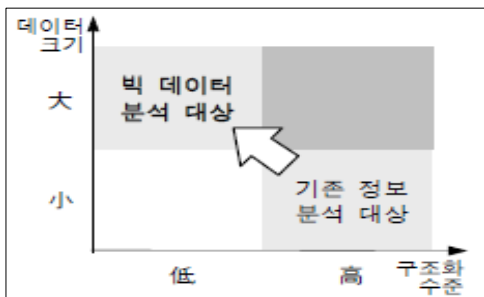 데이터
크기
大
빅 데이터
분석 대상
小
기존 정보
분석 대상
低
高
구조화
수준